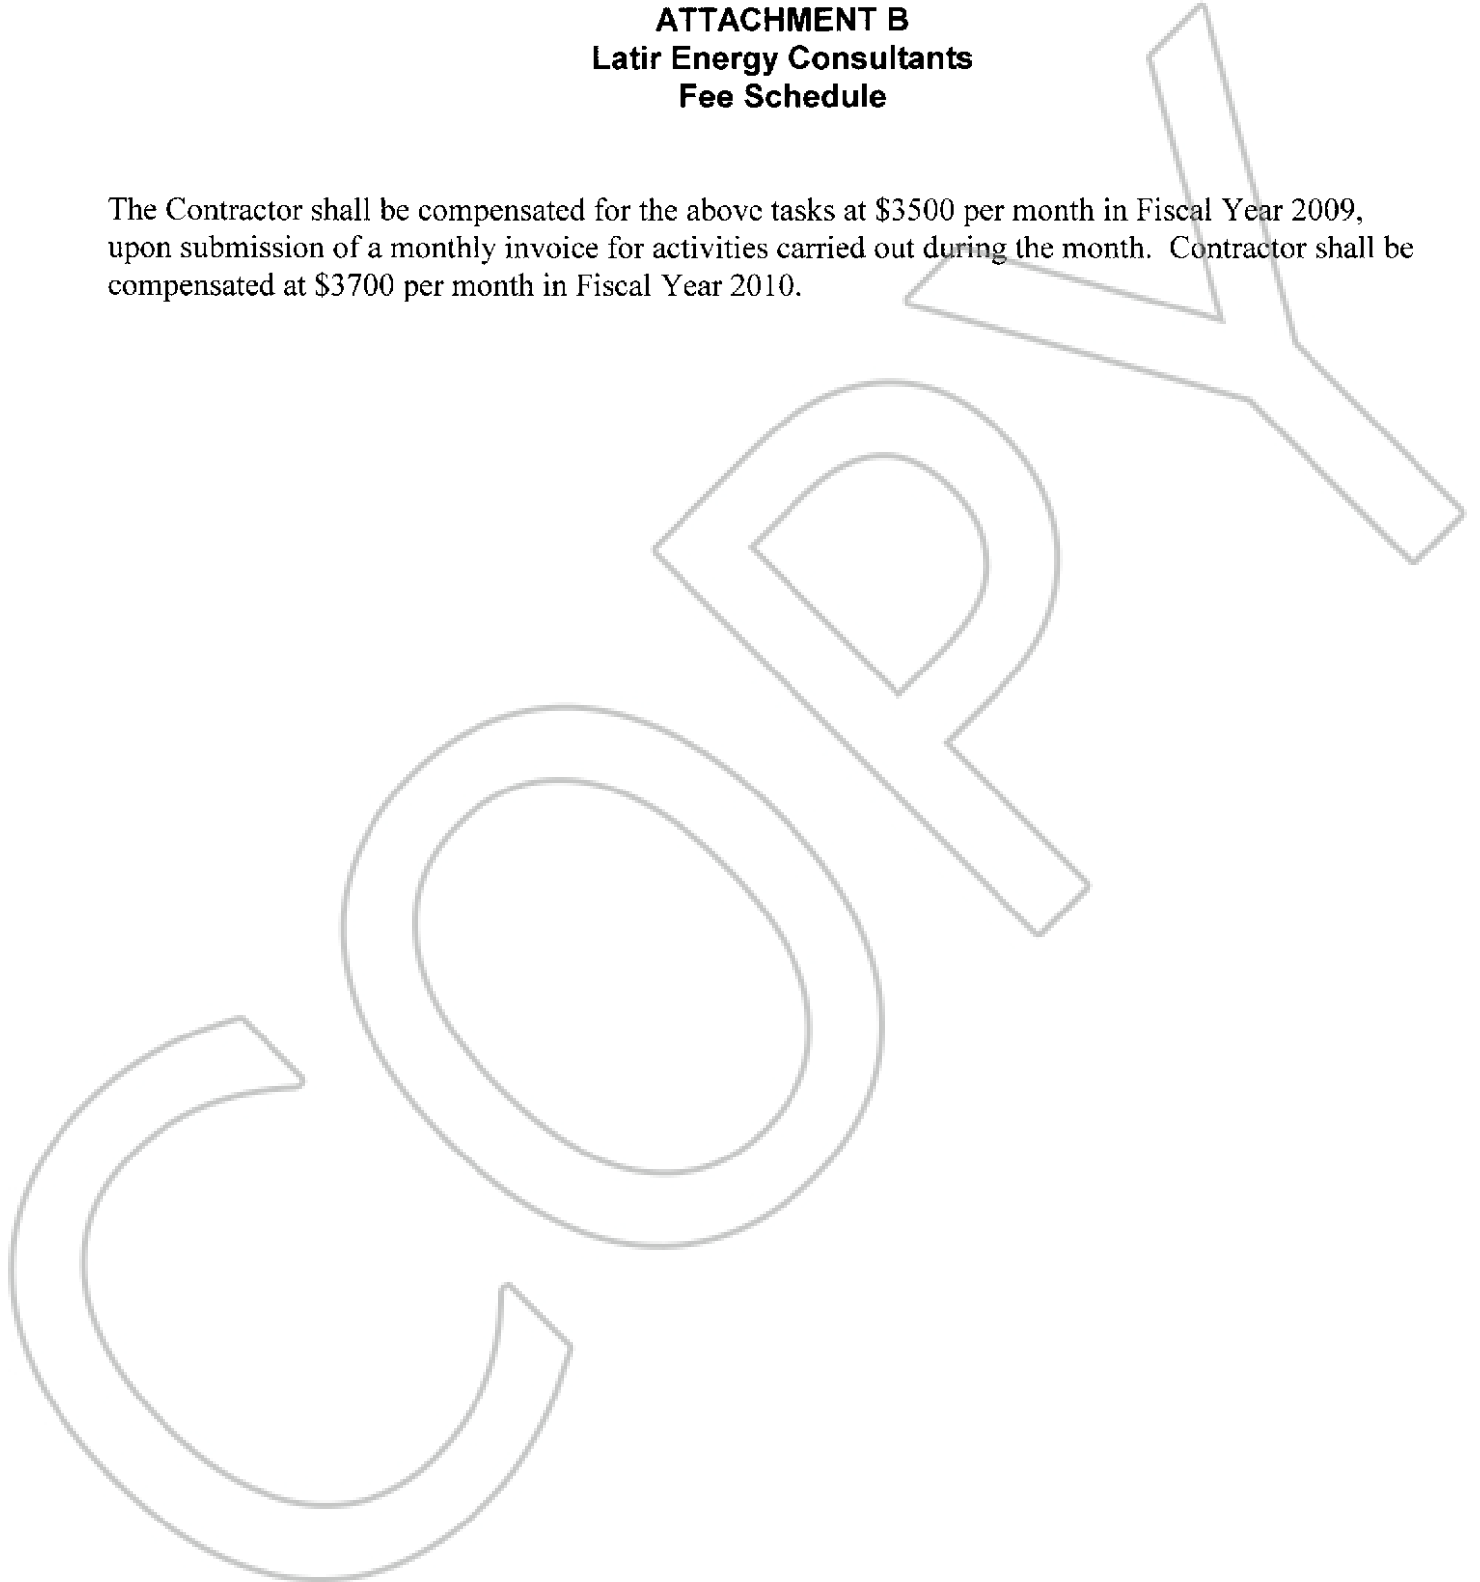 ATTACHMENT B
Latir Energy Consultants
Fee Schedule
The Contractor shall be compensated for the above tasks at $3500 per month in Fiscal Year 2009,
upon submission of a monthly invoice for activities carried out during the month.  Contractor shall be
compensated at $3700 per month in Fiscal Year 2010.
COPY